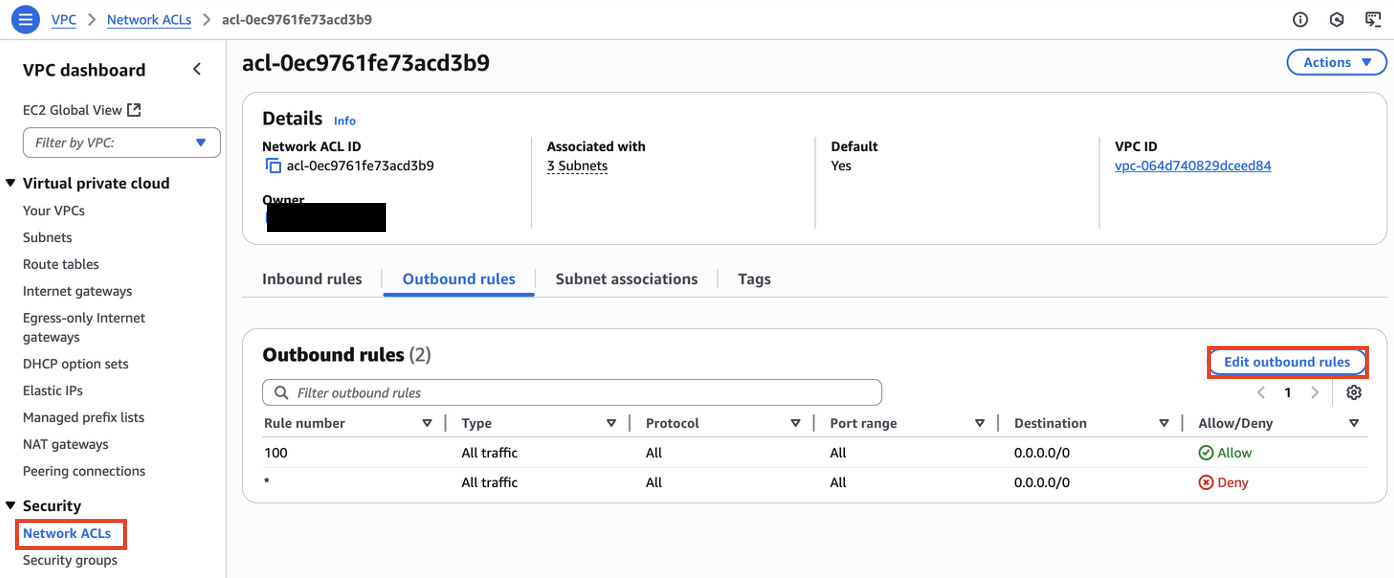 VPC > Network ACLs > acl-0ec9761fe73acd3b9
VPC dashboard
EC2 Global View
Filter by VPC:
Virtual private cloud
Your VPCs
Subnets
Route tables
Internet gateways
Egress-only Internet
gateways
DHCP option sets
Elastic IPs
Managed prefix lists
NAT gateways
Peering connections
Security
Network ACLs
Security groups
acl-0ec9761fe73acd3b9
Actions
Details Info
Network ACL ID
acl-0ec9761fe73acd3b9
Owner
Associated with
3 Subnets
Default
Yes
VPC ID
vpc-064d740829dceed84
Inbound rules Outbound rules Subnet associations Tags
Outbound rules (2)
Edit outbound rules
Filter outbound rules
1
Rule number Type Protocol Port range Destination Allow/Deny
100 All traffic All All 0.0.0.0/0 Allow
* All traffic All All 0.0.0.0/0 Deny